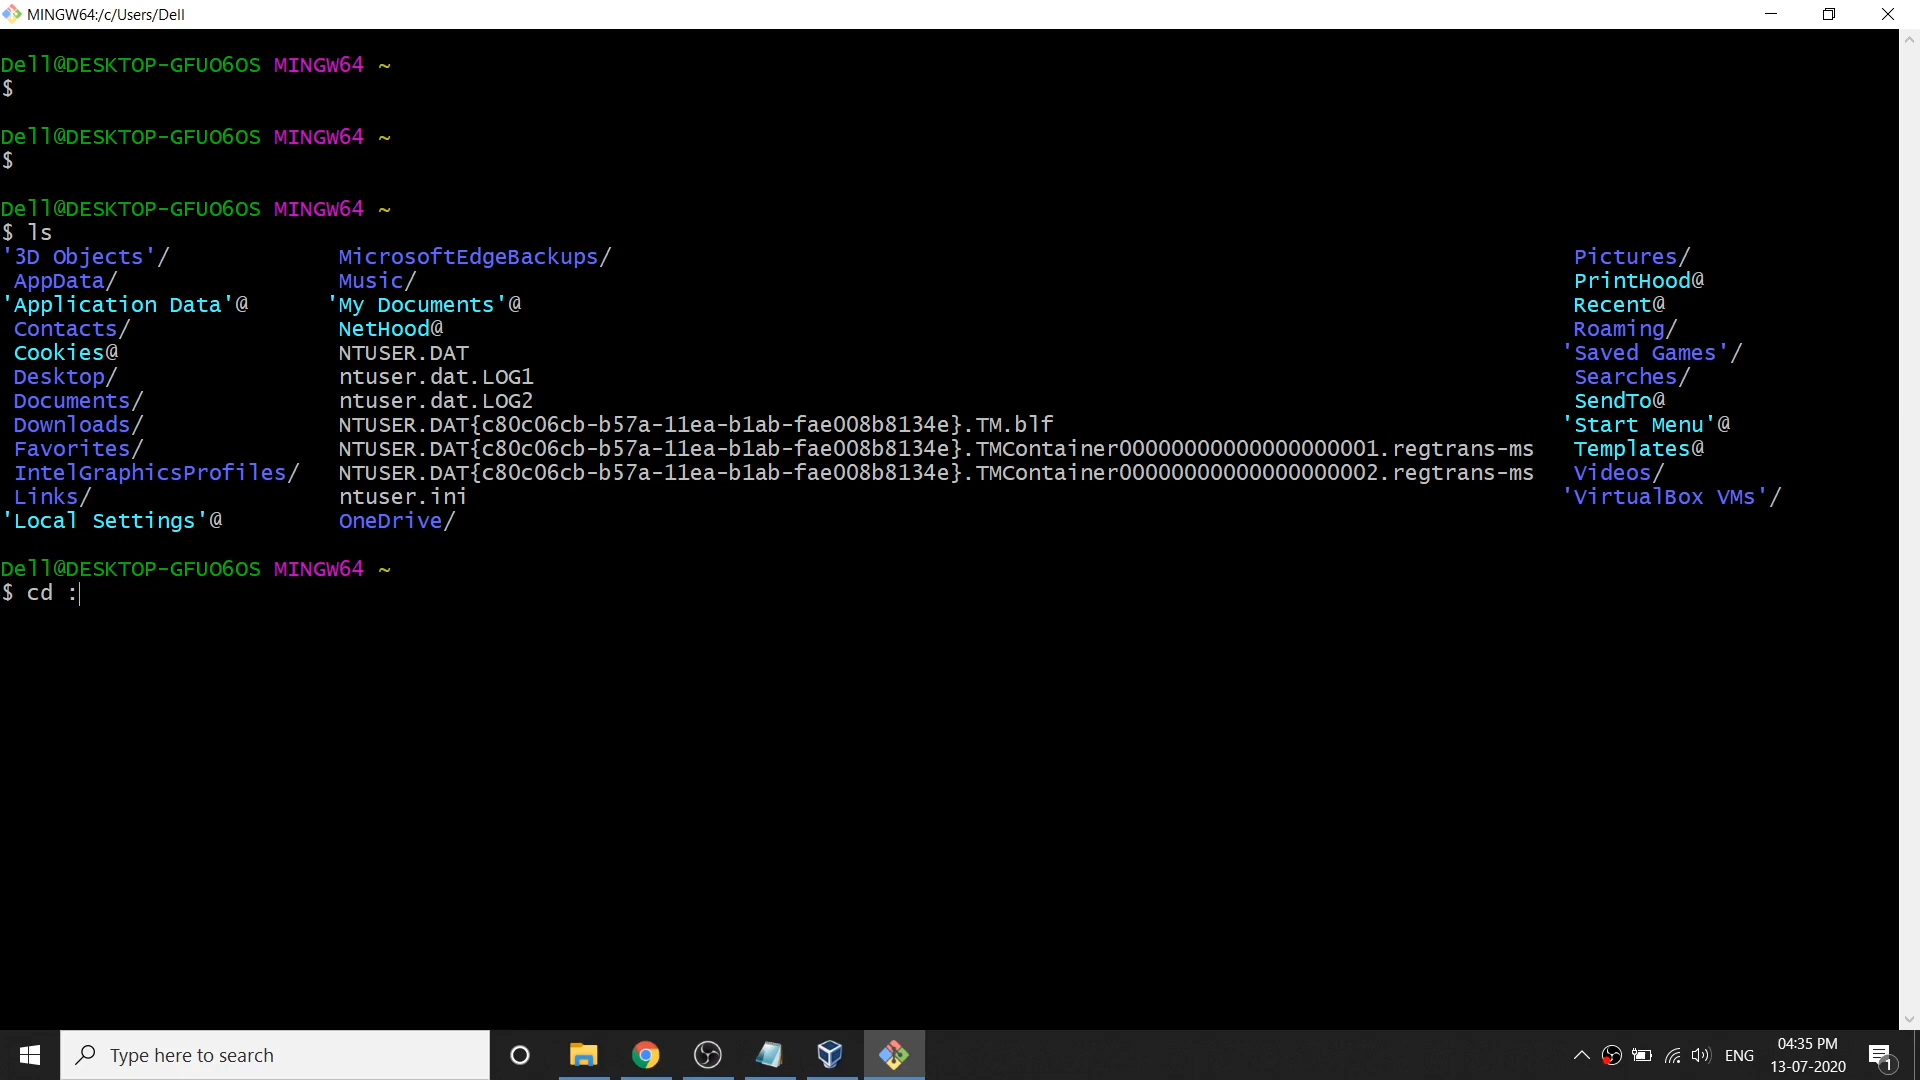 MINGW64:/c/Users/Dell
Dell@DESKTOP-GFUO6OS MINGW64 ~
$
Dell@DESKTOP-GFUO6OS MINGW64 ~
$
Dell@DESKTOP-GFUO6OS MINGW64 ~
$ ls
'3D Objects'/ MicrosoftEdgeBackups/ Pictures/
AppData/ Music/ PrintHood@
'Application Data'@ 'My Documents'@ Recent@
Contacts/ NetHood@ Roaming/
Cookies@ NTUSER.DAT 'Saved Games'/
Desktop/ ntuser.dat.LOG1 Searches/
Documents/ ntuser.dat.LOG2 SendTo@
Downloads/ NTUSER.DAT{c80c06cb-b57a-11ea-b1ab-fae008b8134e}.TM.blf 'Start Menu'@
Favorites/ NTUSER.DAT{c80c06cb-b57a-11ea-b1ab-fae008b8134e}.TMContainer00000000000000000001.regtrans-ms Templates@
IntelGraphicsProfiles/ NTUSER.DAT{c80c06cb-b57a-11ea-b1ab-fae008b8134e}.TMContainer00000000000000000002.regtrans-ms Videos/
Links/ ntuser.ini 'VirtualBox VMs'/
'Local Settings'@ OneDrive/
Dell@DESKTOP-GFUO6OS MINGW64 ~
$ cd :
Type here to search
ENG
04:35 PM
13-07-2020
1